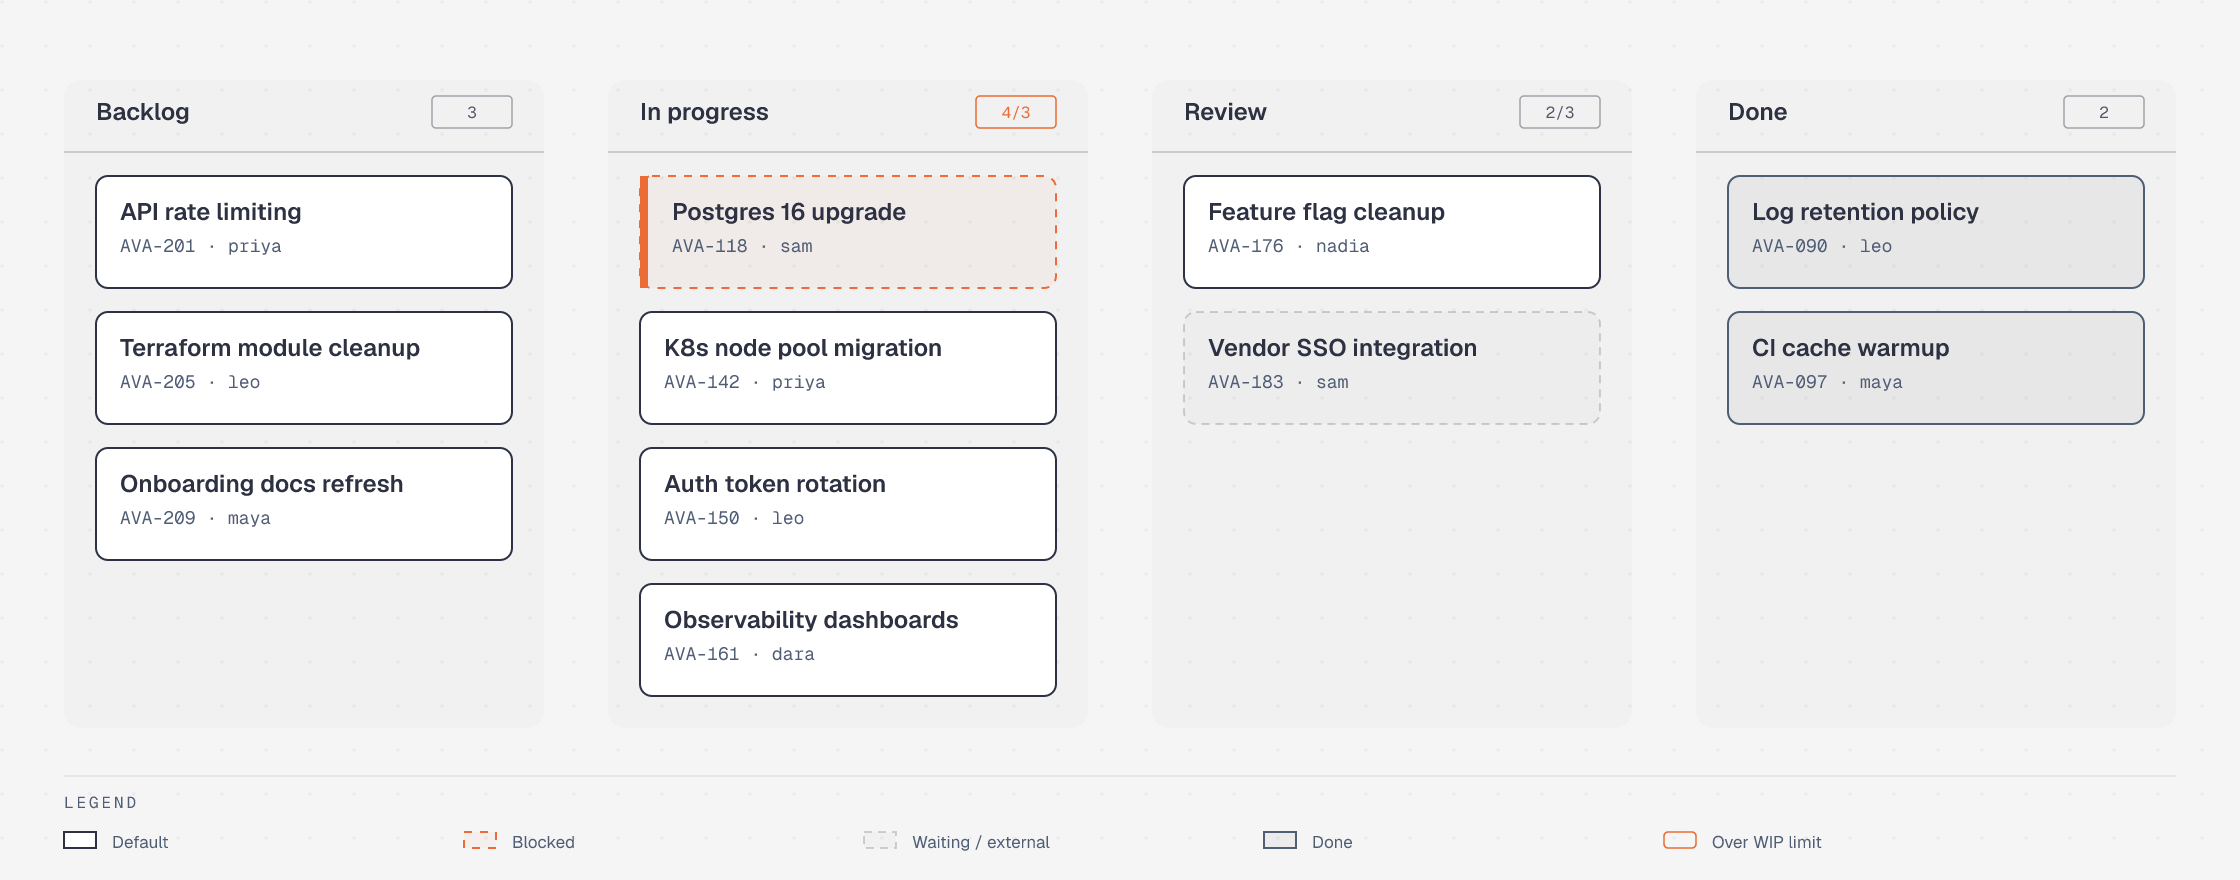 Backlog
3
API rate limiting
AVA-201 · priya
Terraform module cleanup
AVA-205 · leo
Onboarding docs refresh
AVA-209 · maya
In progress
4/3
Postgres 16 upgrade
AVA-118 · sam
K8s node pool migration
AVA-142 · priya
Auth token rotation
AVA-150 · leo
Observability dashboards
AVA-161 · dara
Review
2/3
Feature flag cleanup
AVA-176 · nadia
Vendor SSO integration
AVA-183 · sam
Done
2
Log retention policy
AVA-090 · leo
CI cache warmup
AVA-097 · maya
LEGEND
Default
Blocked
Waiting / external
Done
Over WIP limit